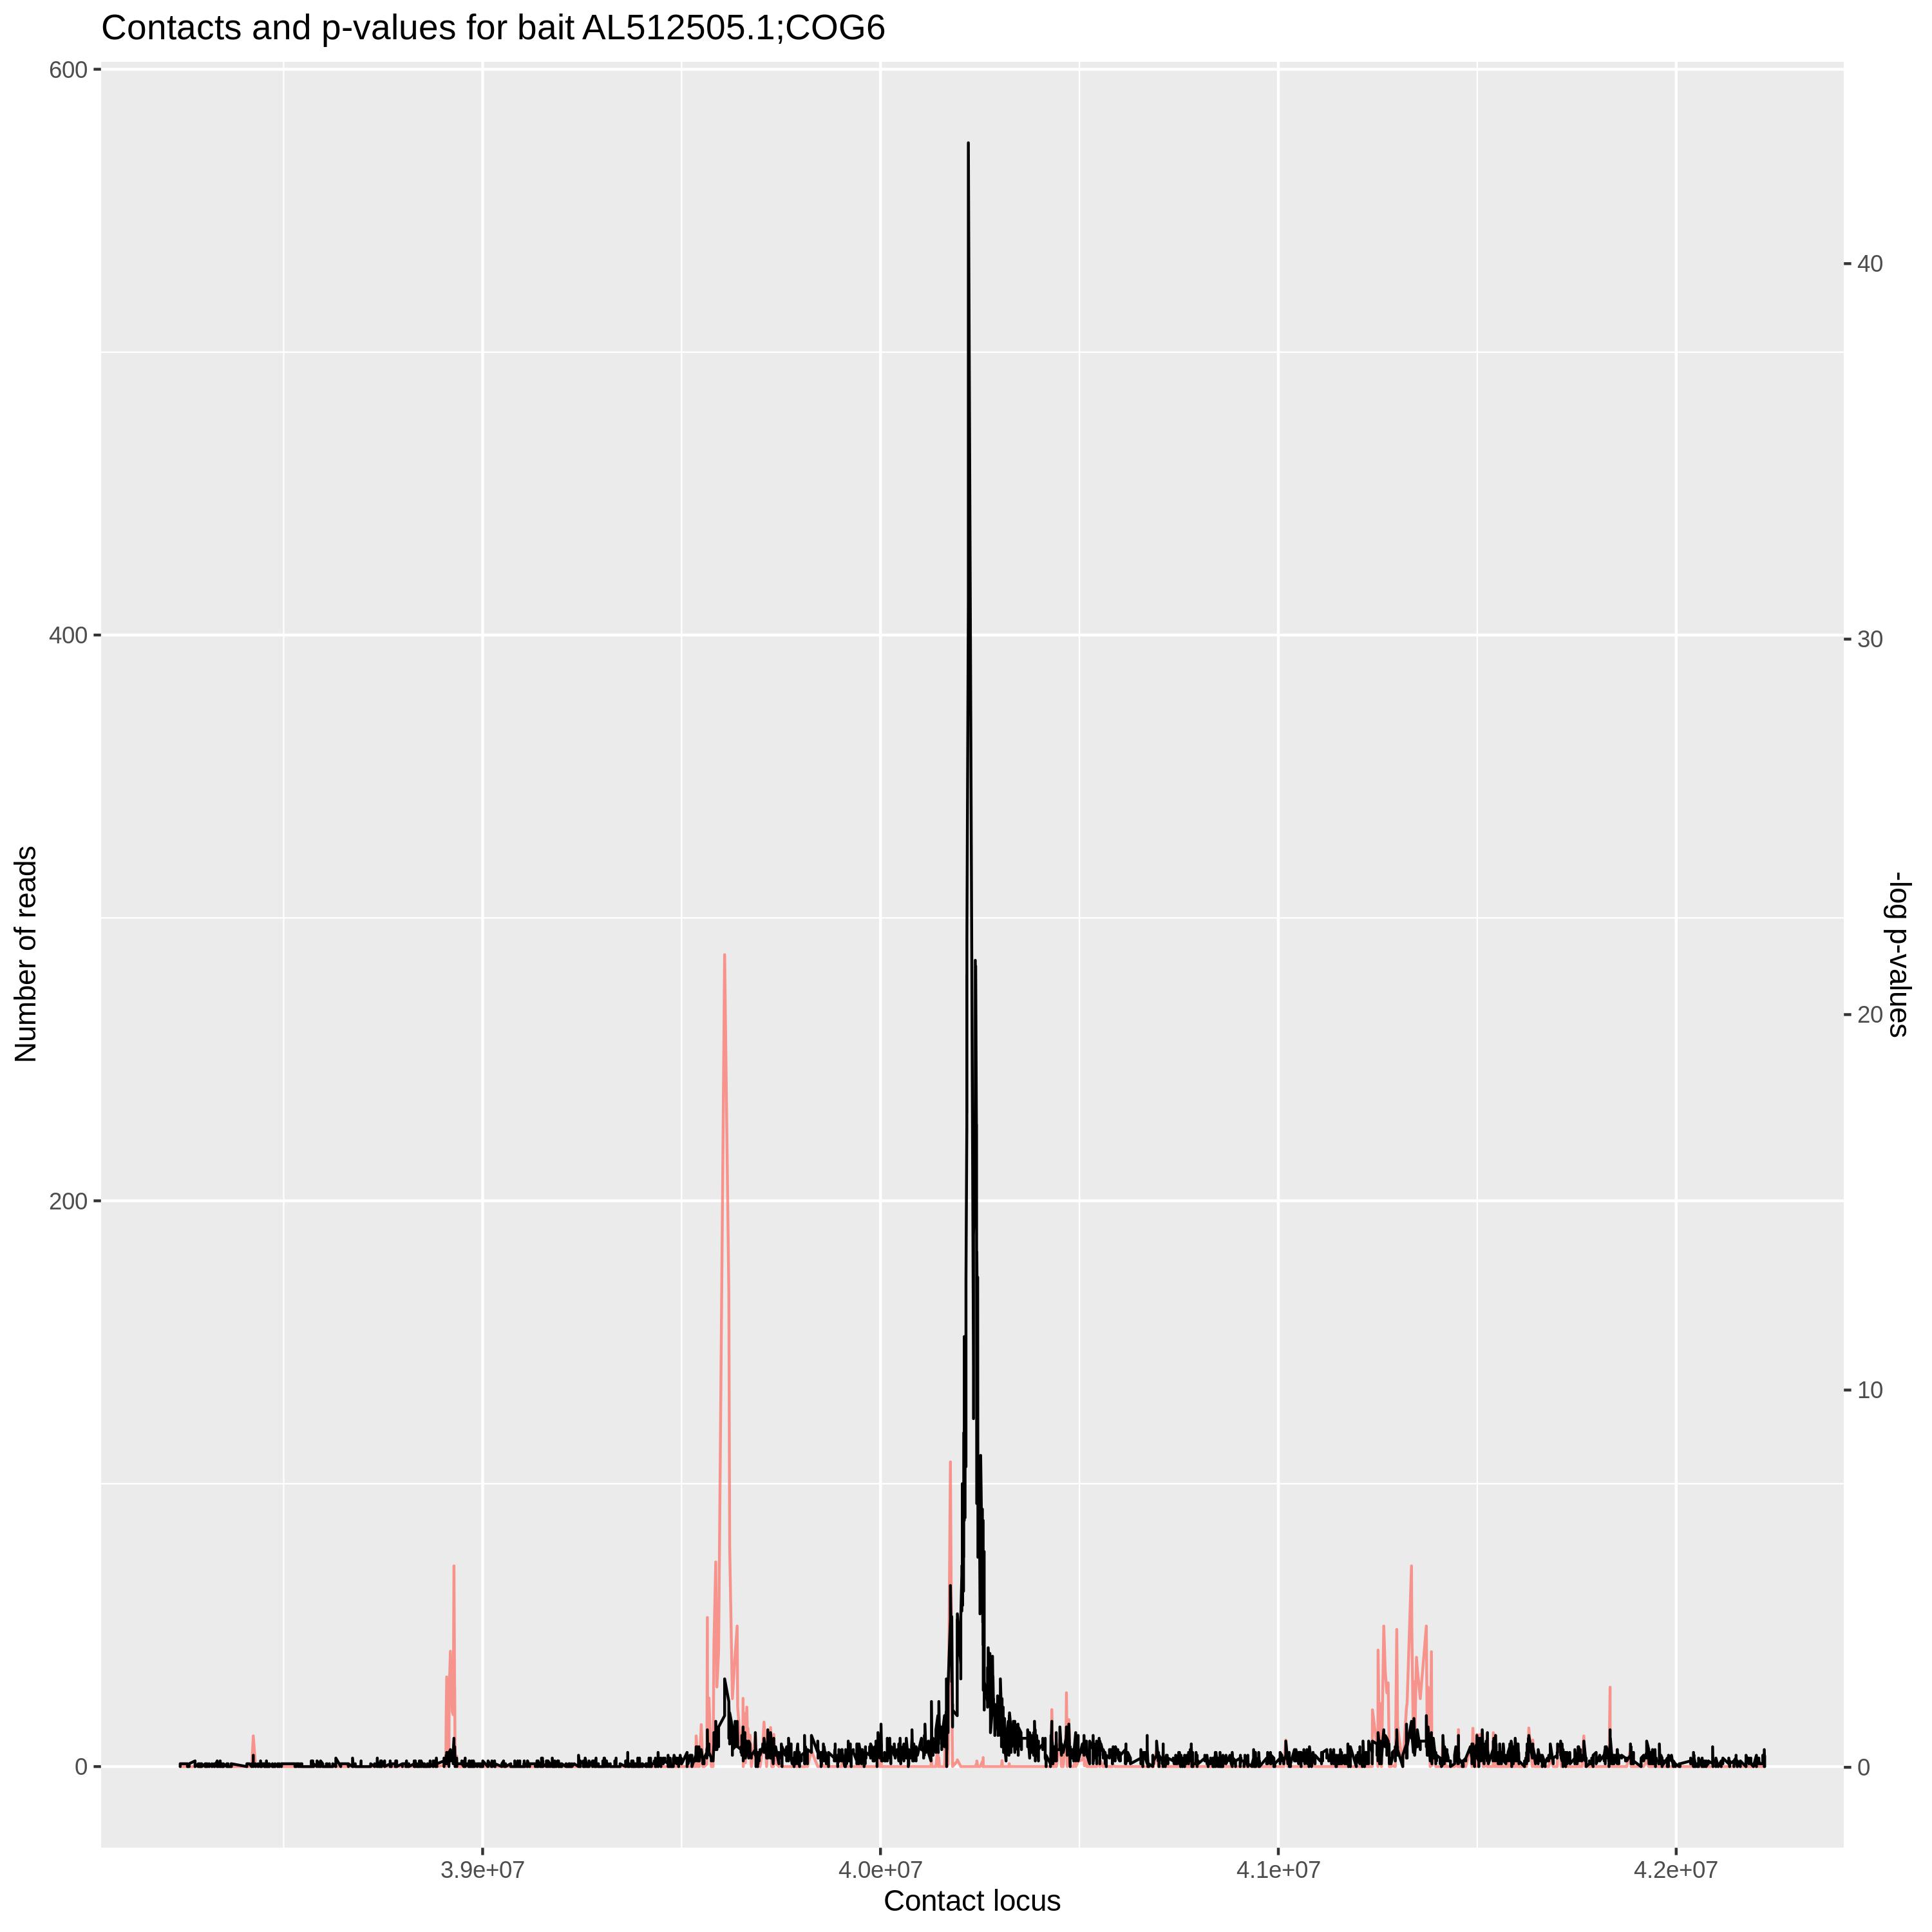 Contacts and p-values for bait AL512505.1;COG6
600
400
200
0
Number of reads
40
30
20
10
0
-log p-values
3.9e+07
4.0e+07
4.1e+07
4.2e+07
Contact locus